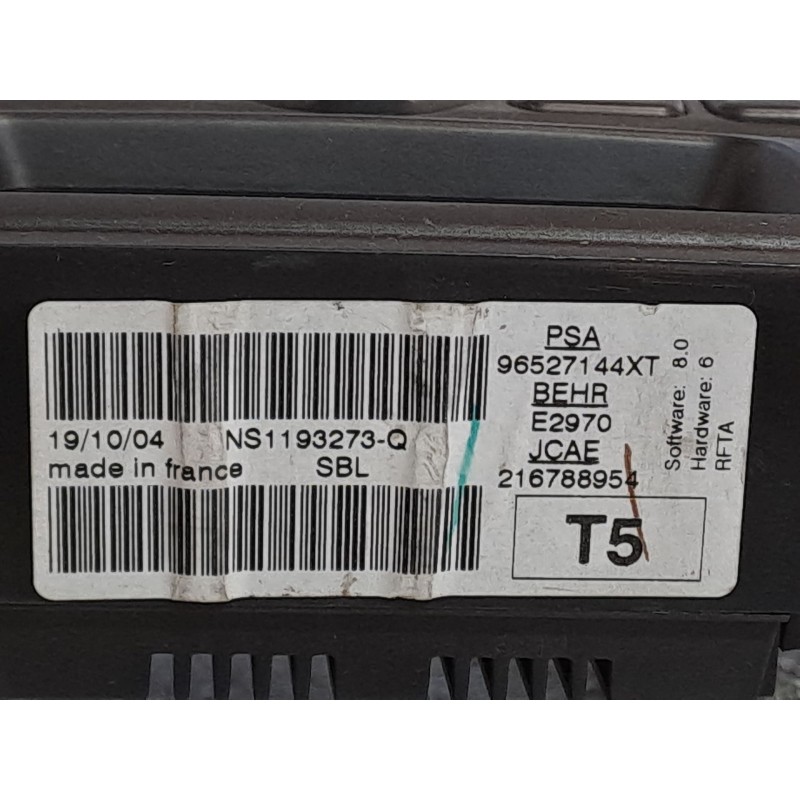 19/10/04 NS1193273-Q
made in france SBL
PSA
96527144XT
BEHR
E2970
JCAE
216788954
T5
Software: 8.0
Hardware: 6
RFTA